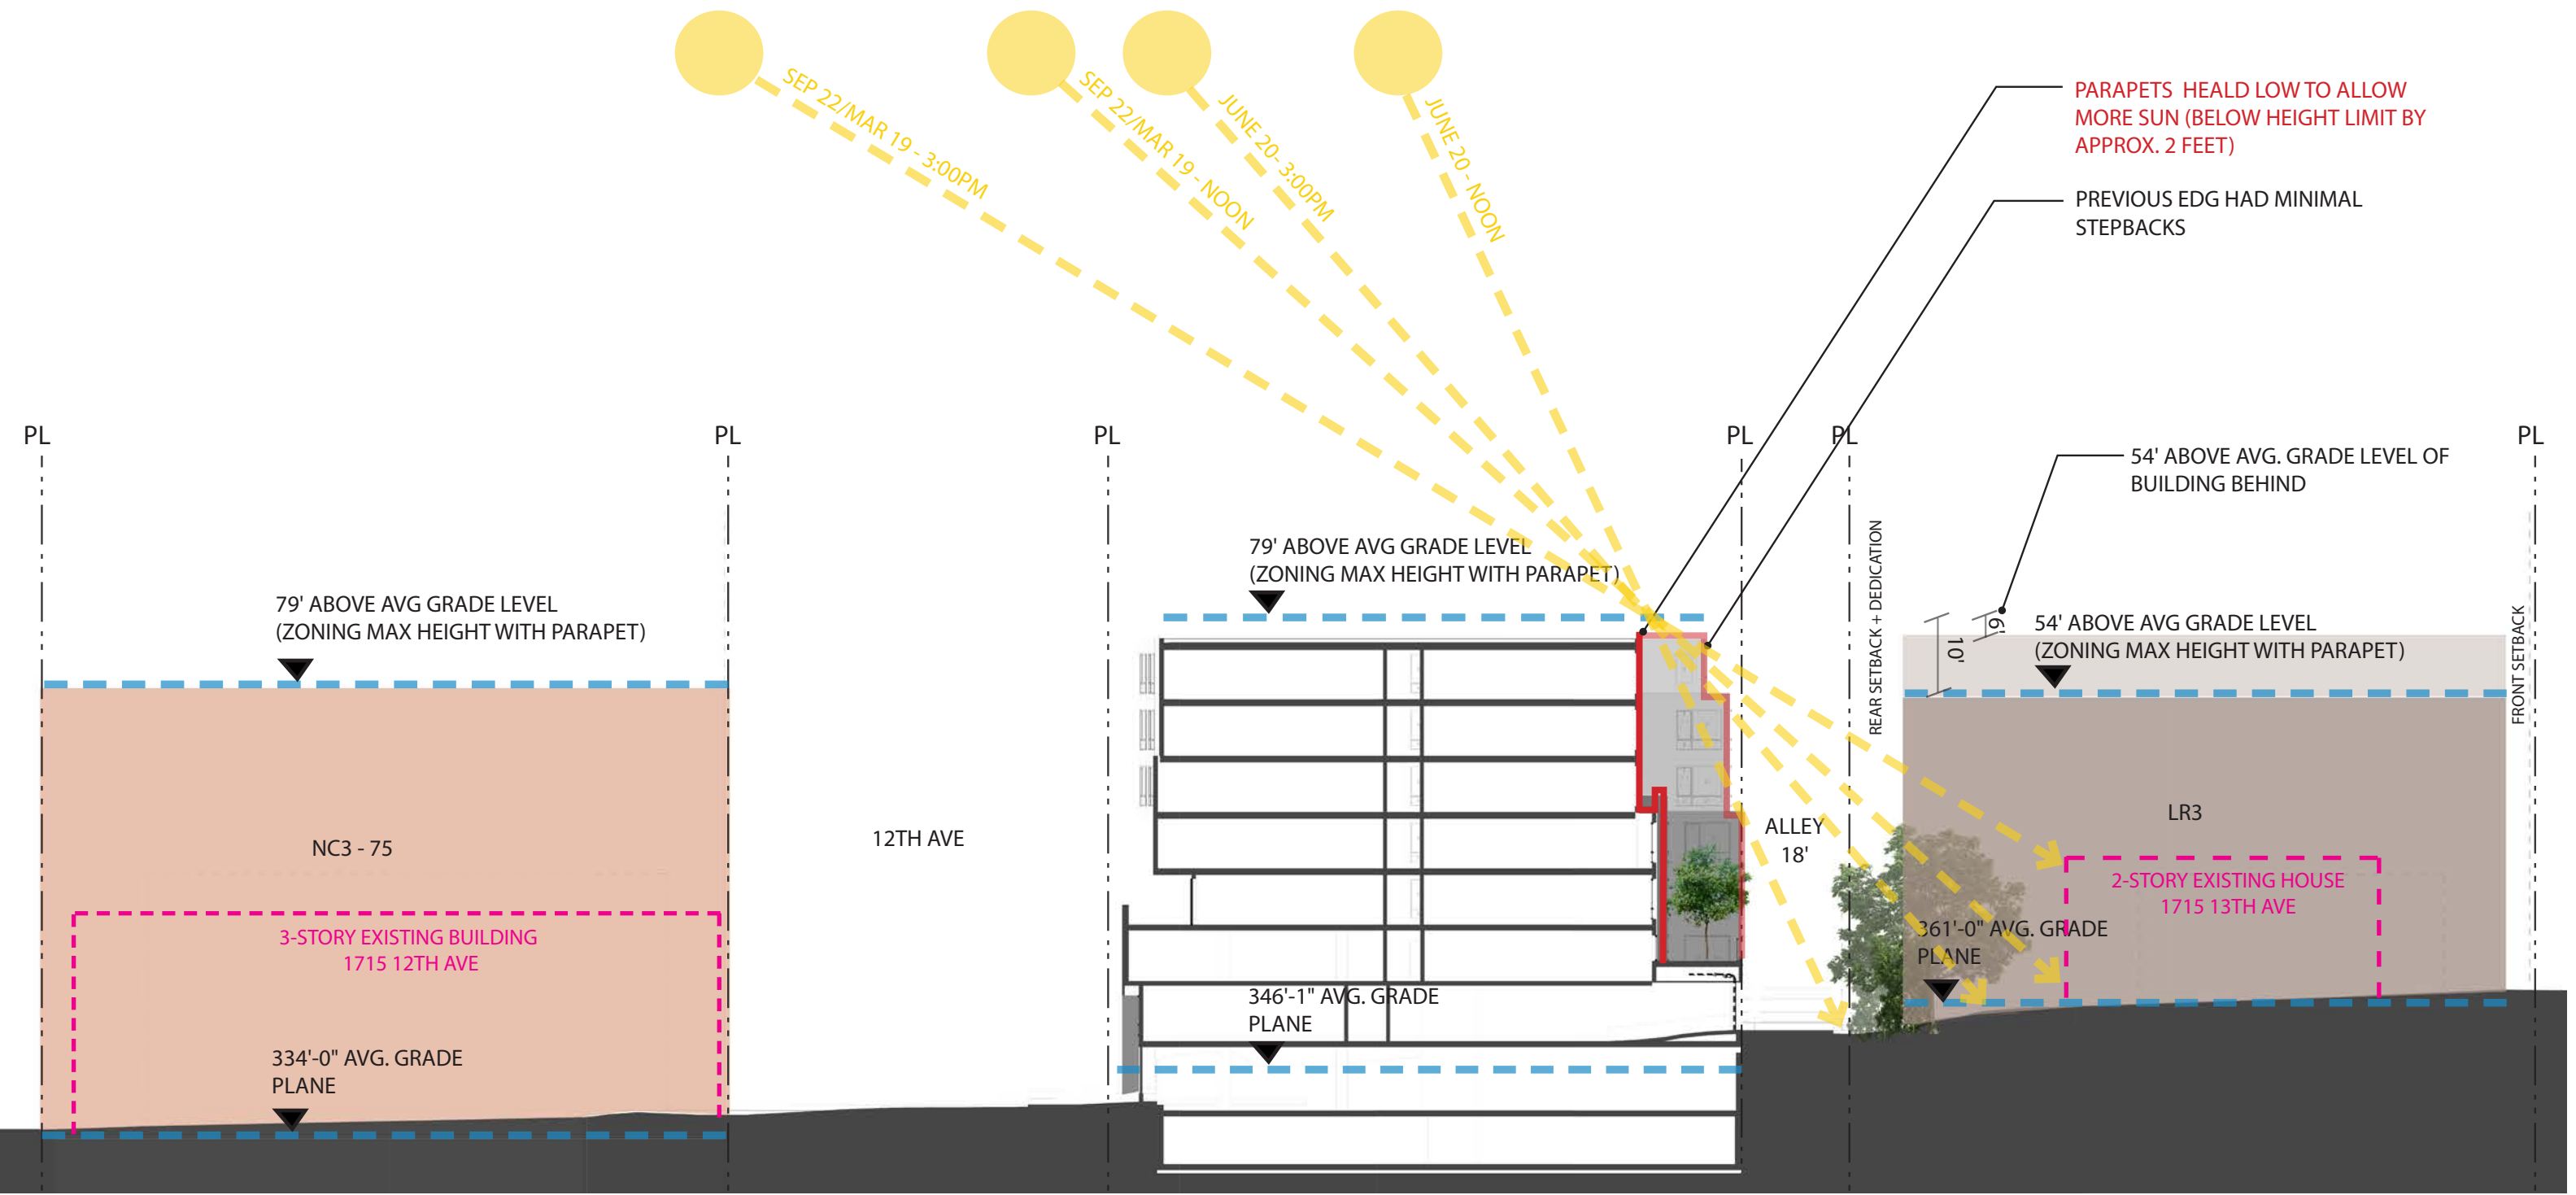 SEP 22/MAR 19 - 3:00PM
SEP 22/MAR 19 - NOON
JUNE 20- 3:00PM
JUNE 20 - NOON
PARAPETS HEALD LOW TO ALLOW
MORE SUN (BELOW HEIGHT LIMIT BY
APPROX. 2 FEET)
PREVIOUS EDG HAD MINIMAL
STEPBACKS
PL
PL
PL
PL
PL
PL
54' ABOVE AVG. GRADE LEVEL OF
BUILDING BEHIND
79' ABOVE AVG GRADE LEVEL
(ZONING MAX HEIGHT WITH PARAPET)
79' ABOVE AVG GRADE LEVEL
(ZONING MAX HEIGHT WITH PARAPET)
REAR SETBACK + DEDICATION
10'
6'
54' ABOVE AVG GRADE LEVEL
(ZONING MAX HEIGHT WITH PARAPET)
FRONT SETBACK
NC3 - 75
12TH AVE
ALLEY
18'
LR3
3-STORY EXISTING BUILDING
1715 12TH AVE
2-STORY EXISTING HOUSE
1715 13TH AVE
361'-0" AVG. GRADE
PLANE
346'-1" AVG. GRADE
PLANE
334'-0" AVG. GRADE
PLANE